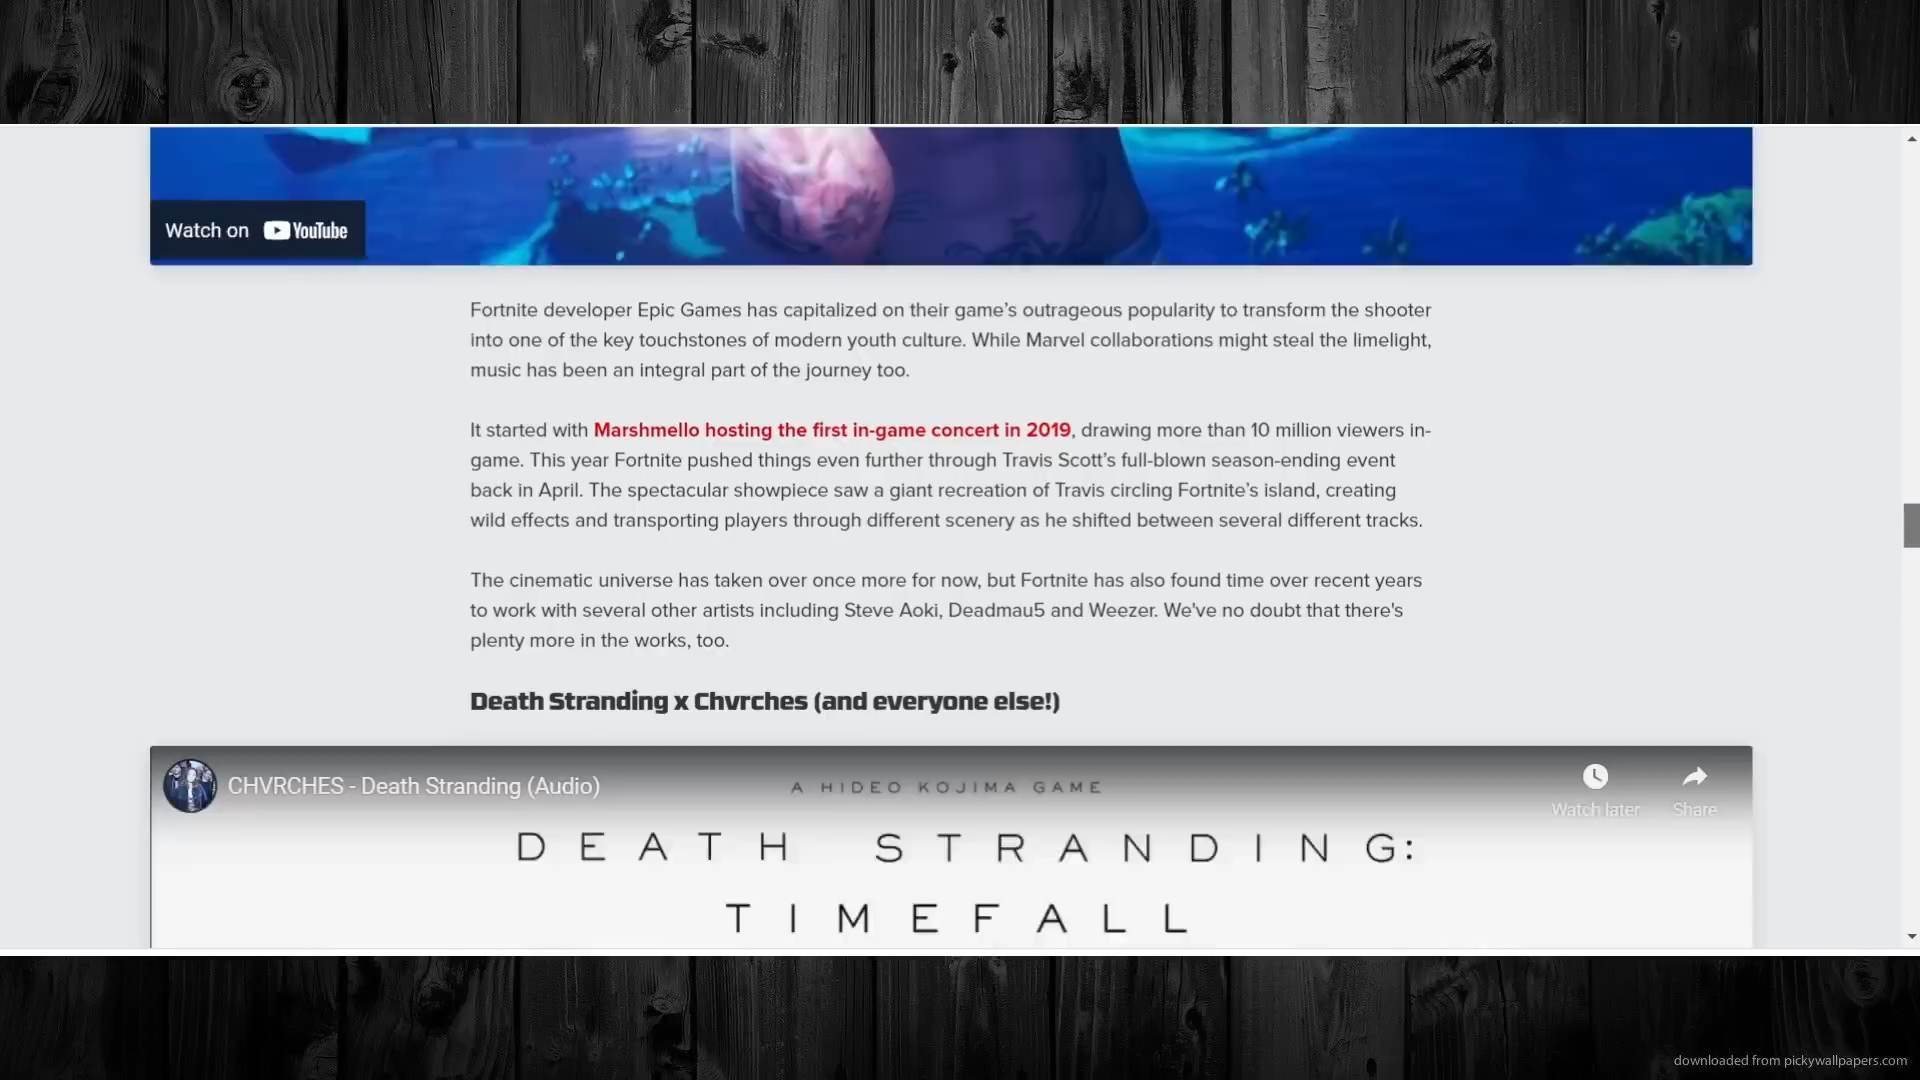 Watch on YouTube
Fortnite developer Epic Games has capitalized on their game’s outrageous popularity to transform the shooter
into one of the key touchstones of modern youth culture. While Marvel collaborations might steal the limelight,
music has been an integral part of the journey too.
It started with Marshmello hosting the first in-game concert in 2019, drawing more than 10 million viewers in-
game. This year Fortnite pushed things even further through Travis Scott’s full-blown season-ending event
back in April. The spectacular showpiece saw a giant recreation of Travis circling Fortnite’s island, creating
wild effects and transporting players through different scenery as he shifted between several different tracks.
The cinematic universe has taken over once more for now, but Fortnite has also found time over recent years
to work with several other artists including Steve Aoki, Deadmau5 and Weezer. We've no doubt that there's
plenty more in the works, too.
Death Stranding x Chvrches (and everyone else!)
CHVRCHES - Death Stranding (Audio)
A HIDEO KOJIMA GAME
Watch later
Share
DEATH STRANDING:
TIMEFALL
downloaded from pickywallpapers.com